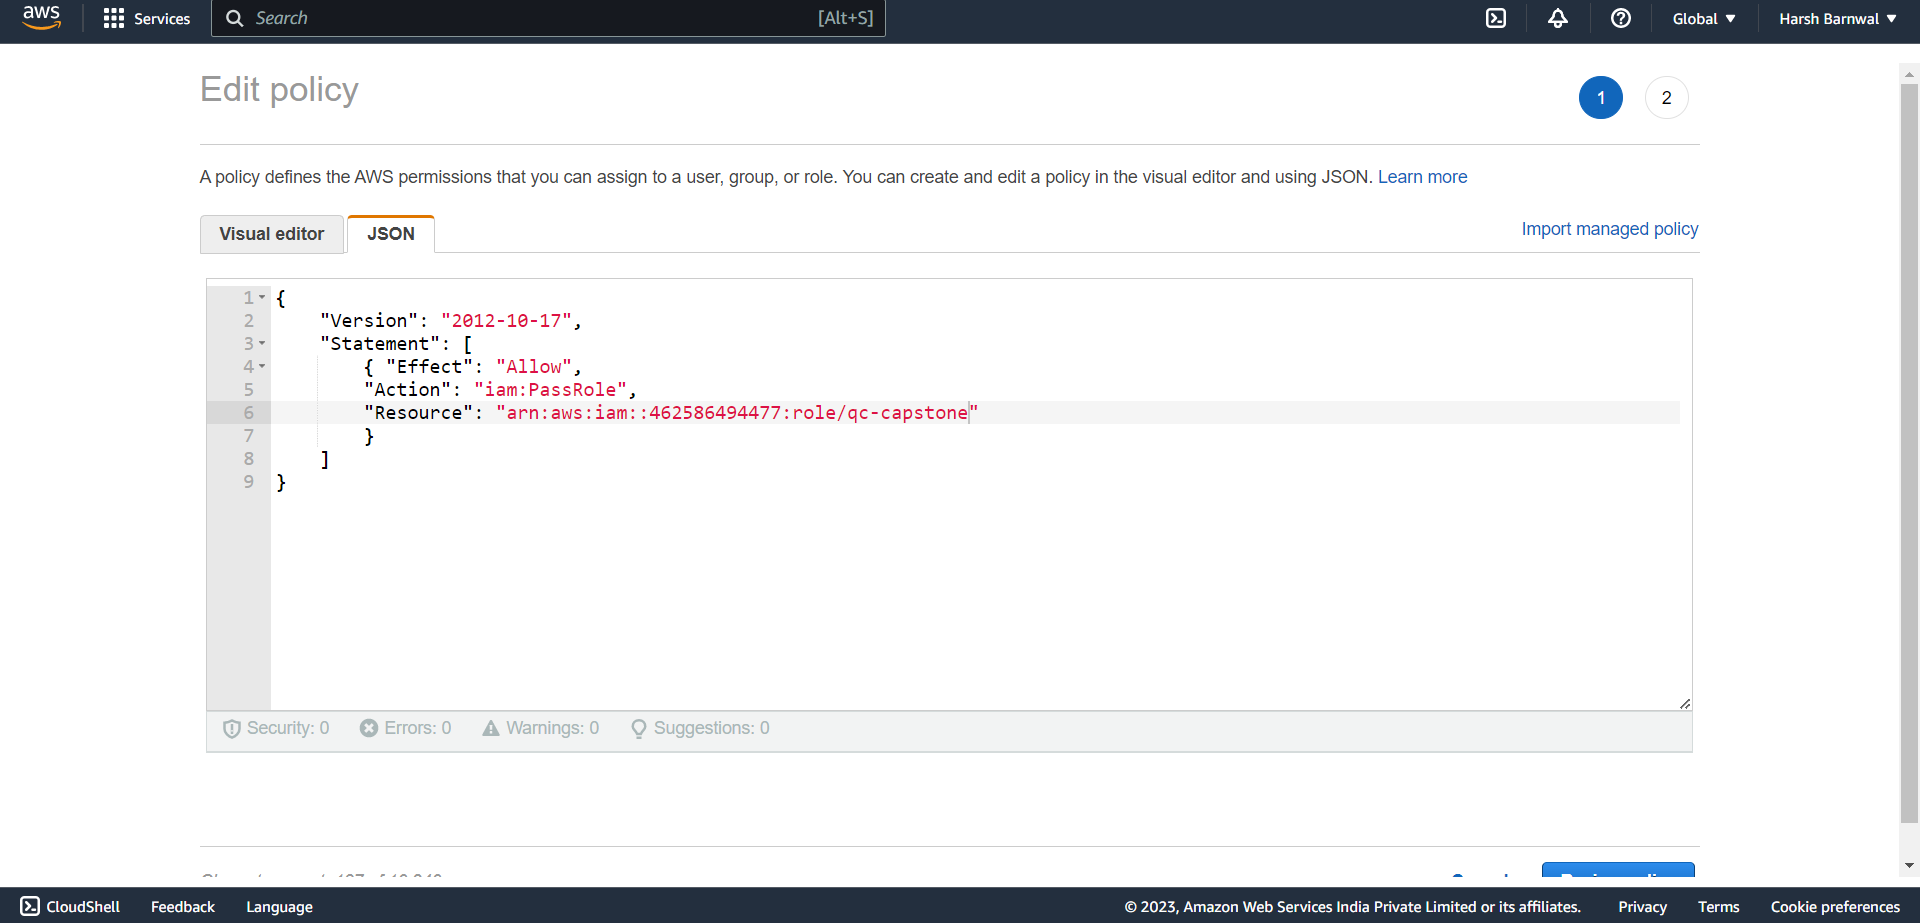 aws Services Search [Alt+S] Global Harsh Barnwal
Edit policy
1 2
A policy defines the AWS permissions that you can assign to a user, group, or role. You can create and edit a policy in the visual editor and using JSON. Learn more
Visual editor JSON Import managed policy
1 {
2 "Version": "2012-10-17",
3 "Statement": [
4 { "Effect": "Allow",
5 "Action": "iam:PassRole",
6 "Resource": "arn:aws:iam::462586494477:role/qc-capstone"
7 }
8 ]
9 }
Security: 0 Errors: 0 Warnings: 0 Suggestions: 0
CloudShell Feedback Language © 2023, Amazon Web Services India Private Limited or its affiliates. Privacy Terms Cookie preferences